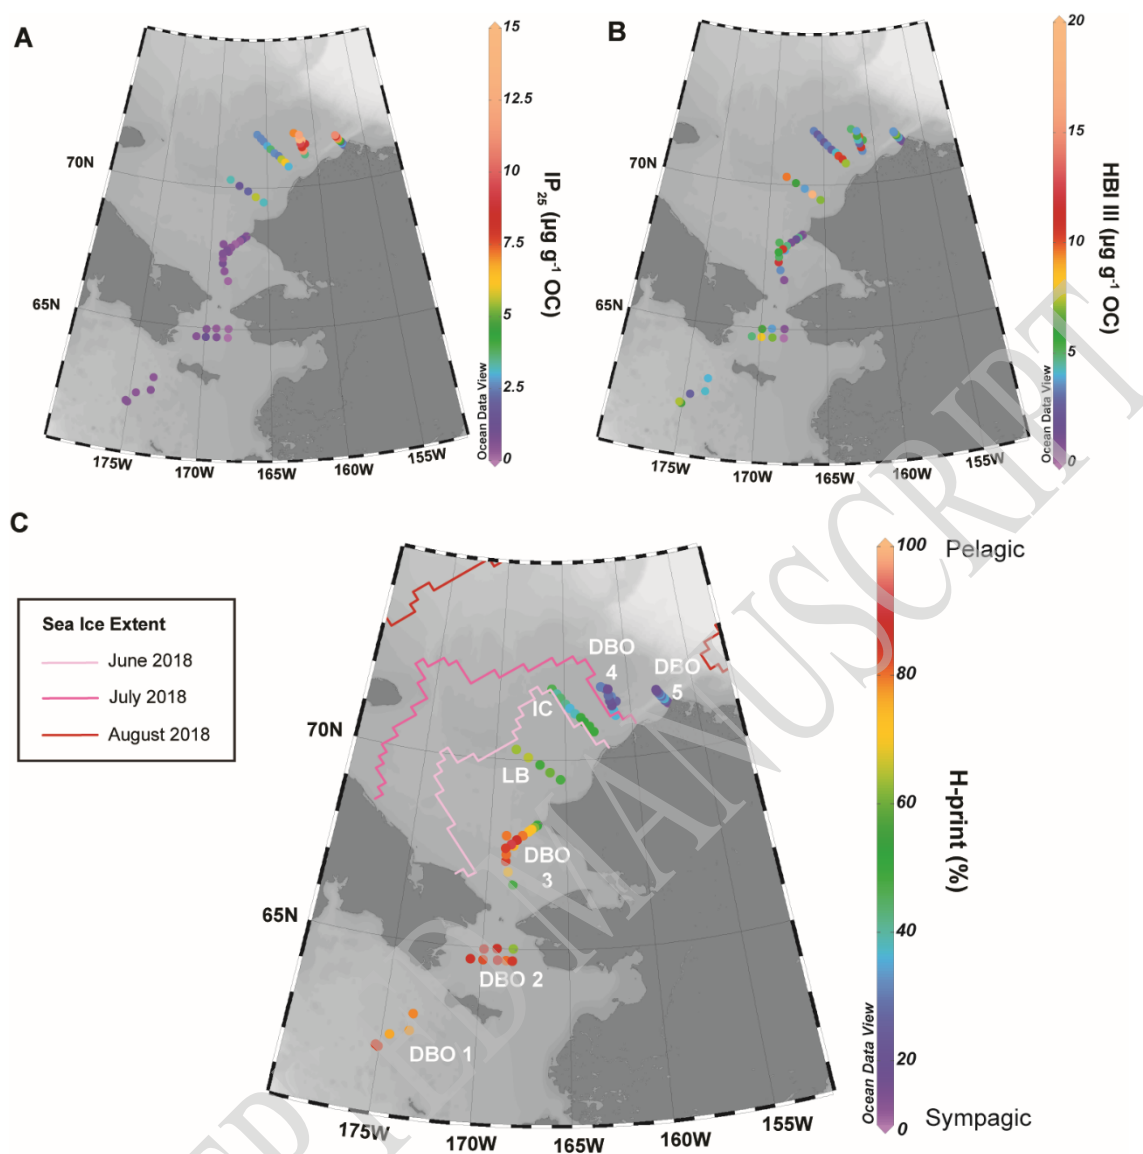 A
70N
65N
175W
170W
165W
160W
155W
15
12.5
10
7.5
5
2.5
0
IP25 (µg g-1 OC)
Ocean Data View
B
70N
65N
175W
170W
165W
160W
155W
20
15
10
5
0
HBI III (µg g-1 OC)
Ocean Data View
C
Sea Ice Extent
June 2018
July 2018
August 2018
70N
65N
175W
170W
165W
160W
155W
DBO
4
DBO
5
IC
LB
DBO
3
DBO 2
DBO 1
100
80
60
40
20
0
Pelagic
Sympagic
H-print (%)
Ocean Data View
MANUSCRIPT